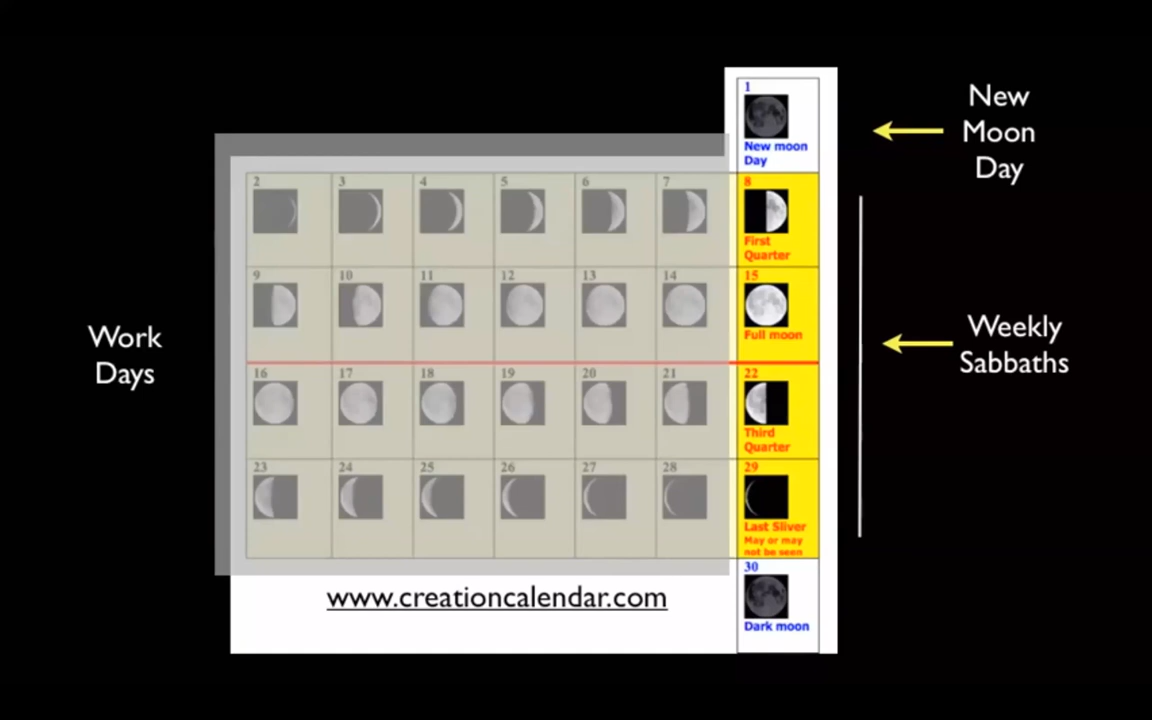 New
Moon
Day
1
New moon
Day
2 3 4 5 6 7 8
First
Quarter
9 10 11 12 13 14 15
Full moon
Work
Days
Weekly
Sabbaths
16 17 18 19 20 21 22
Third
Quarter
23 24 25 26 27 28 29
Last Sliver
May or may
not be seen
30
Dark moon
www.creationcalendar.com